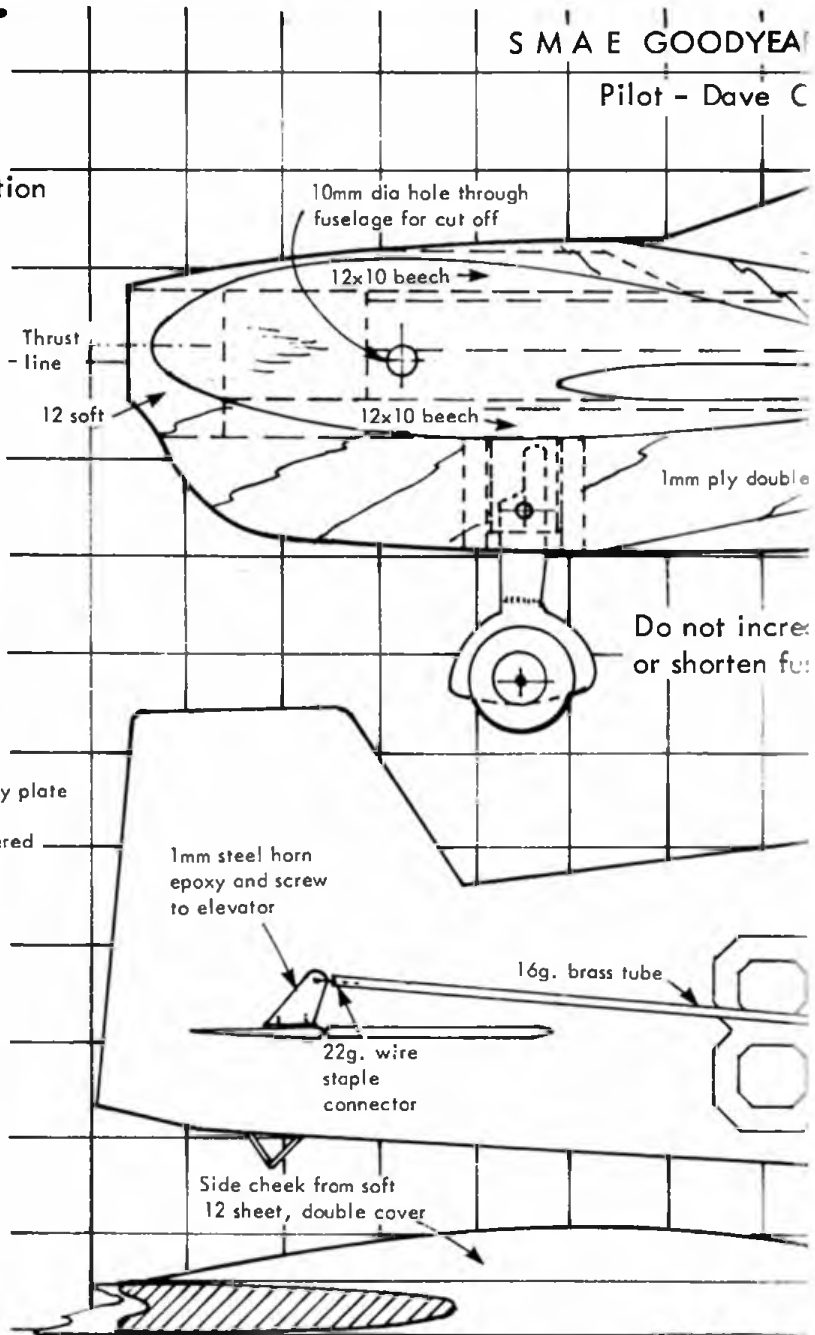 SMAE GOODYEA
Pilot - Dave C
tion
10mm dia hole through
fuselage for cut off
12x10 beech
Thrust
- line
12 soft
12x10 beech
1mm ply double
Do not incre
or shorten fu
y plate
ered
1mm steel horn
epoxy and screw
to elevator
16g. brass tube
22g. wire
staple
connector
Side cheek from soft
12 sheet, double cover